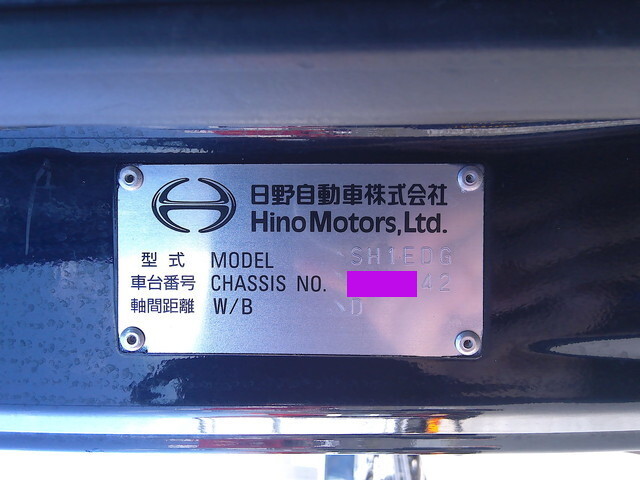 日野自動車株式会社
Hino Motors, Ltd.
型式 MODEL SH1EDG
車台番号 CHASSIS NO. 42
軸間距離 W/B D